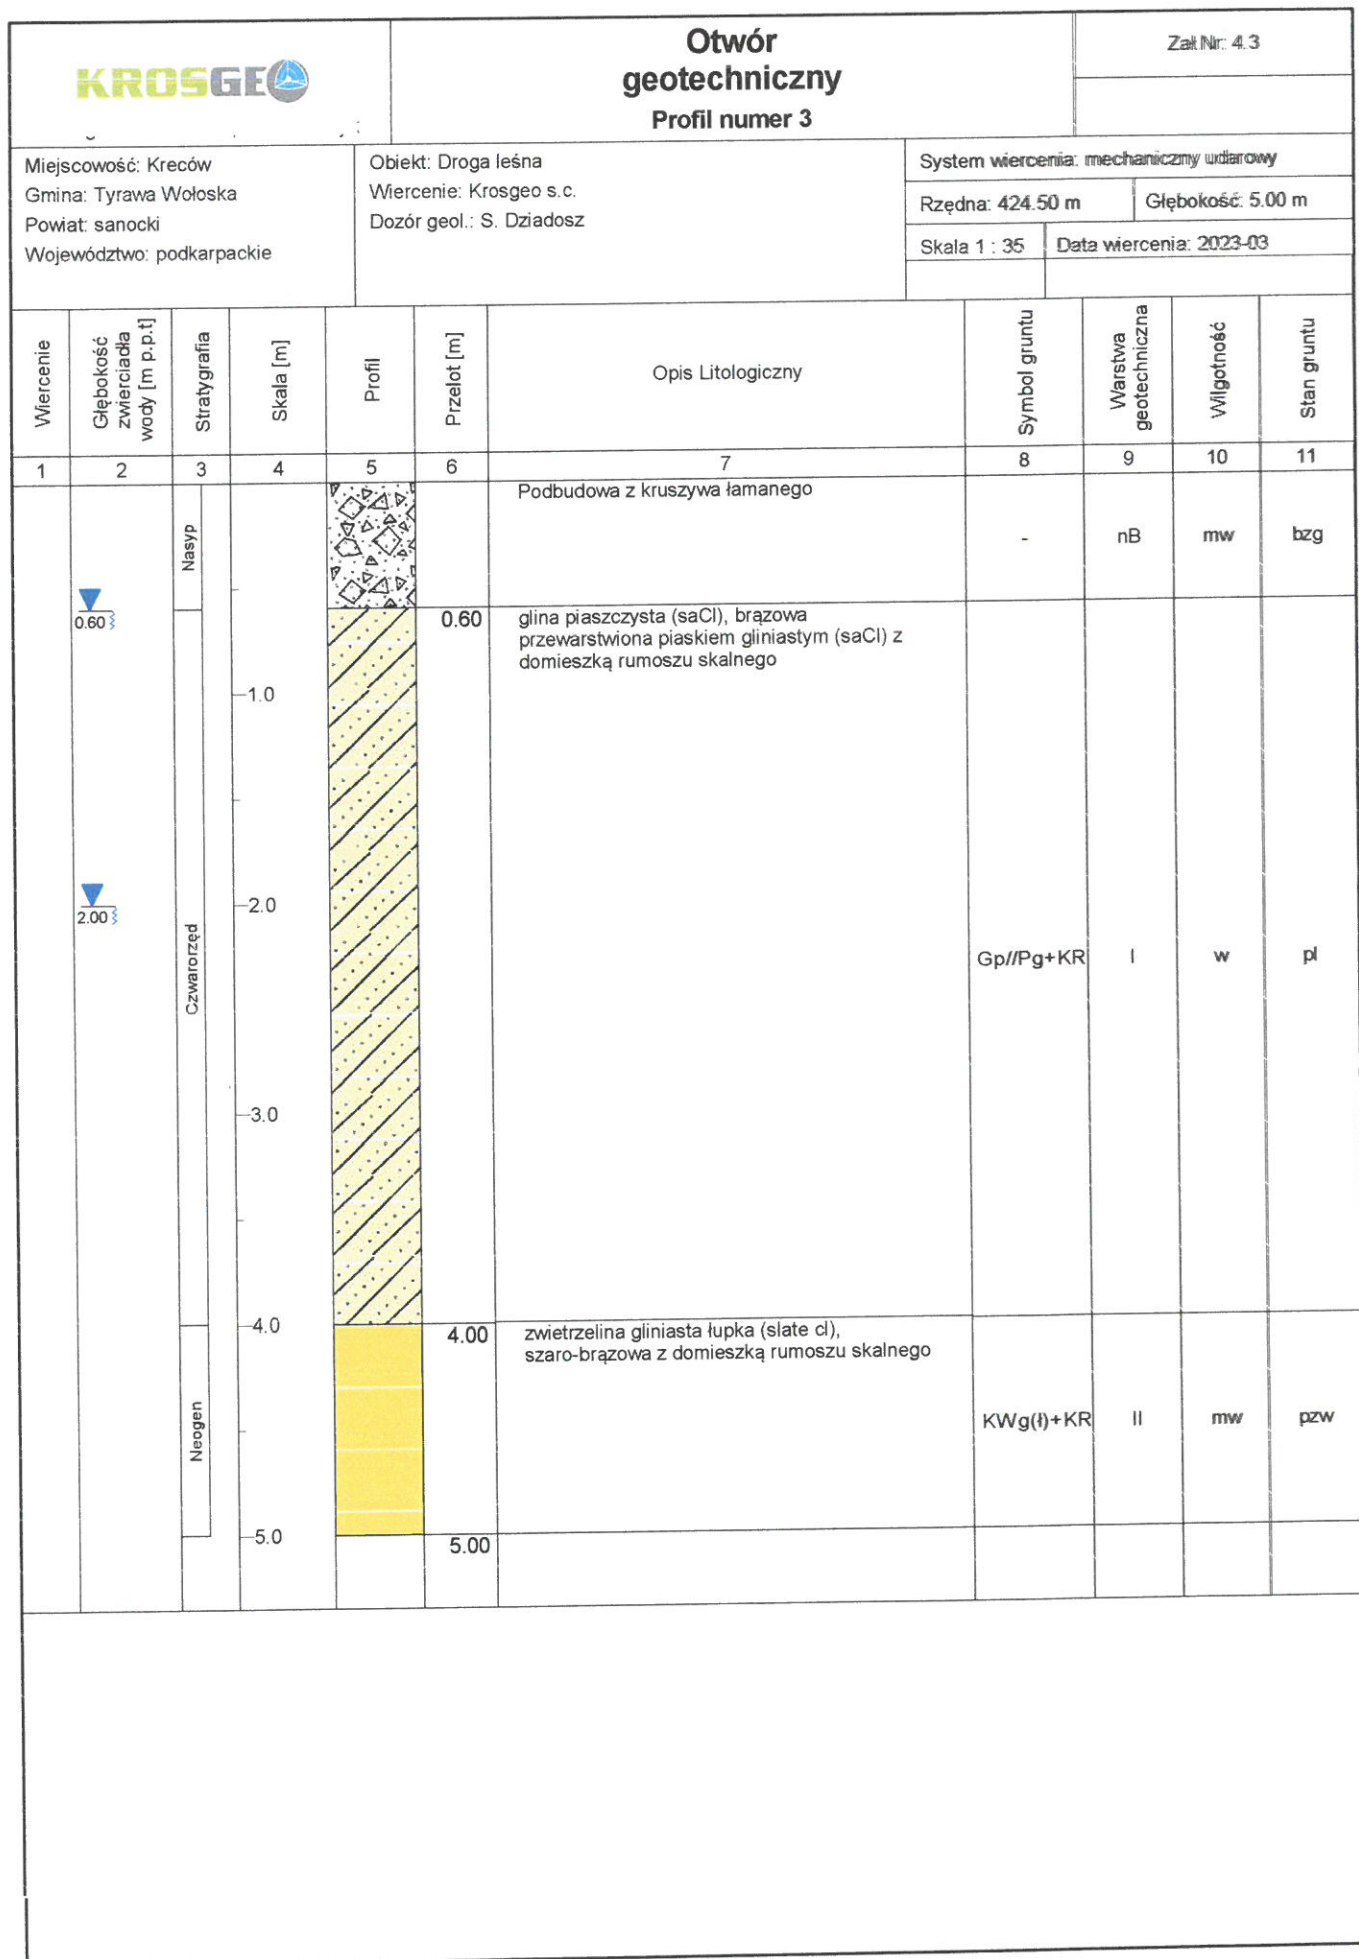 KROSGEO
Otwór
geotechniczny
Profil numer 3
Zał.Nr: 4.3
Miejscowość: Kreców
Gmina: Tyrawa Wołoska
Powiat: sanocki
Województwo: podkarpackie
Obiekt: Droga leśna
Wiercenie: Krosgeo s.c.
Dozór geol.: S. Dziadosz
System wiercenia: mechaniczny udarowy
Rzędna: 424.50 m
Głębokość: 5.00 m
Skala 1 : 35
Data wiercenia: 2023-03
Wiercenie
Głębokość
zwierciadła
wody [m p.p.t]
Stratygrafia
Skala [m]
Profil
Przelot [m]
Opis Litologiczny
Symbol gruntu
Warstwa
geotechniczna
Wilgotność
Stan gruntu
1 2 3 4 5 6 7 8 9 10 11
Nasyp
Podbudowa z kruszywa łamanego
- nB mw bzg
0.60
0.60
glina piaszczysta (saCl), brązowa
przewarstwiona piaskiem gliniastym (saCl) z
domieszką rumoszu skalnego
1.0
2.00
2.0
Czwarorzęd
Gp//Pg+KR I w pl
3.0
4.0
4.00
zwietrzelina gliniasta łupka (slate cl),
szaro-brązowa z domieszką rumoszu skalnego
Neogen
KWg(ł)+KR II mw pzw
5.0
5.00